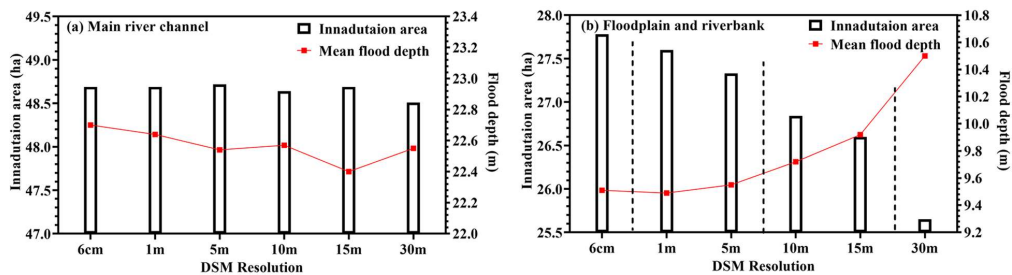 (a) Main river channel
Innadutaion area
Mean flood depth
49.5
49.0
48.5
48.0
47.5
47.0
Innadutaion area (ha)
23.4
23.2
23.0
22.8
22.6
22.4
22.2
22.0
Flood depth (m)
6cm 1m 5m 10m 15m 30m
DSM Resolution
(b) Floodplain and riverbank
Innadutaion area
Mean flood depth
28.0
27.5
27.0
26.5
26.0
25.5
Innadutaion area (ha)
10.8
10.6
10.4
10.2
10.0
9.8
9.6
9.4
9.2
Flood depth (m)
6cm 1m 5m 10m 15m 30m
DSM Resolution